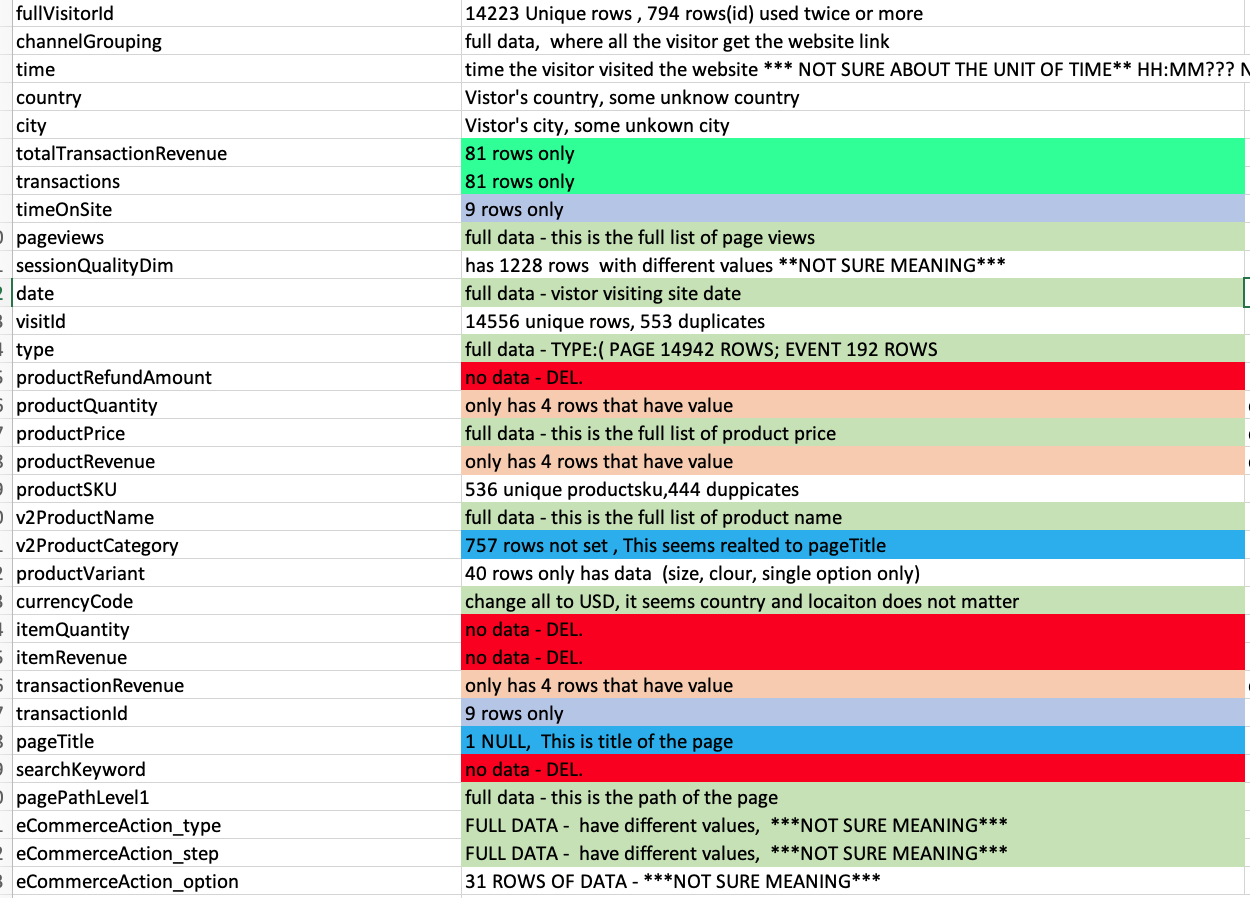 fullVisitorId 14223 Unique rows , 794 rows(id) used twice or more
channelGrouping full data,  where all the visitor get the website link
time time the visitor visited the website *** NOT SURE ABOUT THE UNIT OF TIME** HH:MM???
country Vistor's country, some unknow country
city Vistor's city, some unkown city
totalTransactionRevenue 81 rows only
transactions 81 rows only
timeOnSite 9 rows only
pageviews full data - this is the full list of page views
sessionQualityDim has 1228 rows  with different values **NOT SURE MEANING***
date full data - vistor visiting site date
visitId 14556 unique rows, 553 duplicates
type full data - TYPE:( PAGE 14942 ROWS; EVENT 192 ROWS
productRefundAmount no data - DEL.
productQuantity only has 4 rows that have value
productPrice full data - this is the full list of product price
productRevenue only has 4 rows that have value
productSKU 536 unique productsku,444 duppicates
v2ProductName full data - this is the full list of product name
v2ProductCategory 757 rows not set , This seems realted to pageTitle
productVariant 40 rows only has data  (size, clour, single option only)
currencyCode change all to USD, it seems country and locaiton does not matter
itemQuantity no data - DEL.
itemRevenue no data - DEL.
transactionRevenue only has 4 rows that have value
transactionId 9 rows only
pageTitle 1 NULL,  This is title of the page
searchKeyword no data - DEL.
pagePathLevel1 full data - this is the path of the page
eCommerceAction_type FULL DATA -  have different values,  ***NOT SURE MEANING***
eCommerceAction_step FULL DATA -  have different values,  ***NOT SURE MEANING***
eCommerceAction_option 31 ROWS OF DATA - ***NOT SURE MEANING***